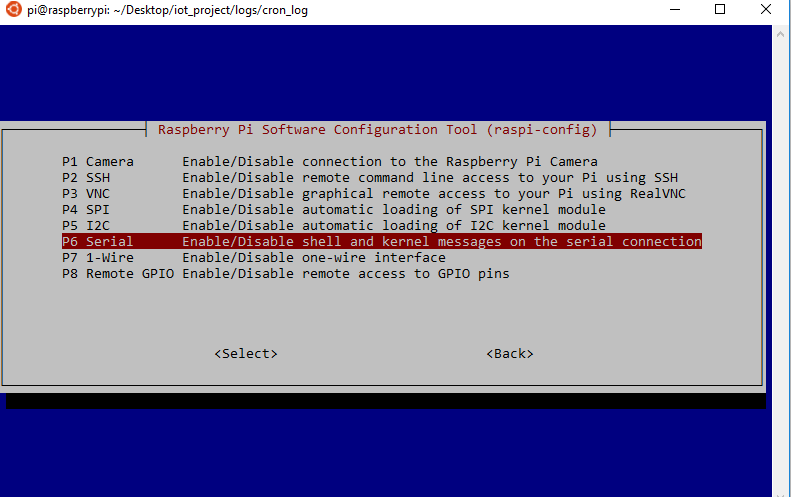 pi@raspberrypi: ~/Desktop/iot_project/logs/cron_log
Raspberry Pi Software Configuration Tool (raspi-config)
P1 Camera      Enable/Disable connection to the Raspberry Pi Camera
P2 SSH         Enable/Disable remote command line access to your Pi using SSH
P3 VNC         Enable/Disable graphical remote access to your Pi using RealVNC
P4 SPI         Enable/Disable automatic loading of SPI kernel module
P5 I2C         Enable/Disable automatic loading of I2C kernel module
P6 Serial      Enable/Disable shell and kernel messages on the serial connection
P7 1-Wire      Enable/Disable one-wire interface
P8 Remote GPIO Enable/Disable remote access to GPIO pins
<Select>                          <Back>